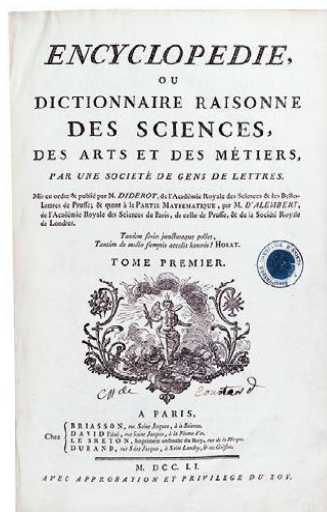 ENCYCLOPEDIE,
OU
DICTIONNAIRE RAISONNE
DES SCIENCES,
DES ARTS ET DES MÉTIERS,
PAR UNE SOCIETÉ DE GENS DE LETTRES.
Mis en ordre & publié par M. DIDEROT, de l'Académie Royale des Sciences & des Belles-
Lettres de Prusse; & quant à la PARTIE MATHEMATIQUE, par M. D'ALEMBERT,
de l'Académie Royale des Sciences de Paris, de celle de Prusse, & de la Société Royale
de Londres.
Tantùm series juncturaque pollet,
Tantùm de medio sumptis accedit honoris! HORAT.
TOME PREMIER.
A PARIS,
Chez
BRIASSON, rue Saint Jacques, à la Science.
DAVID l'aîné, rue Saint Jacques, à la Plume d'or.
LE BRETON, Imprimeur ordinaire du Roy, rue de la Harpe.
DURAND, rue Saint Jacques, à Saint Landry, & au Griffon.
M. DCC. LI.
AVEC APPROBATION ET PRIVILEGE DU ROY.